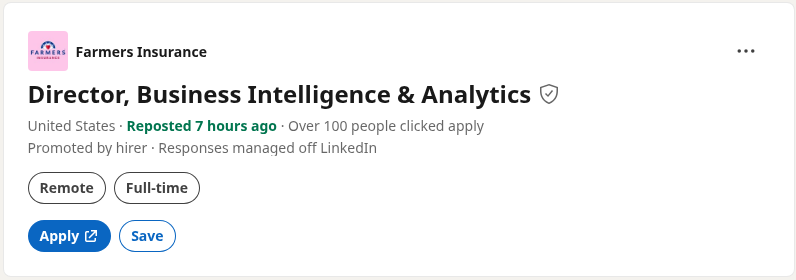 FARMERS
INSURANCE
Farmers Insurance
Director, Business Intelligence & Analytics
United States · Reposted 7 hours ago · Over 100 people clicked apply
Promoted by hirer · Responses managed off LinkedIn
Remote Full-time
Apply Save